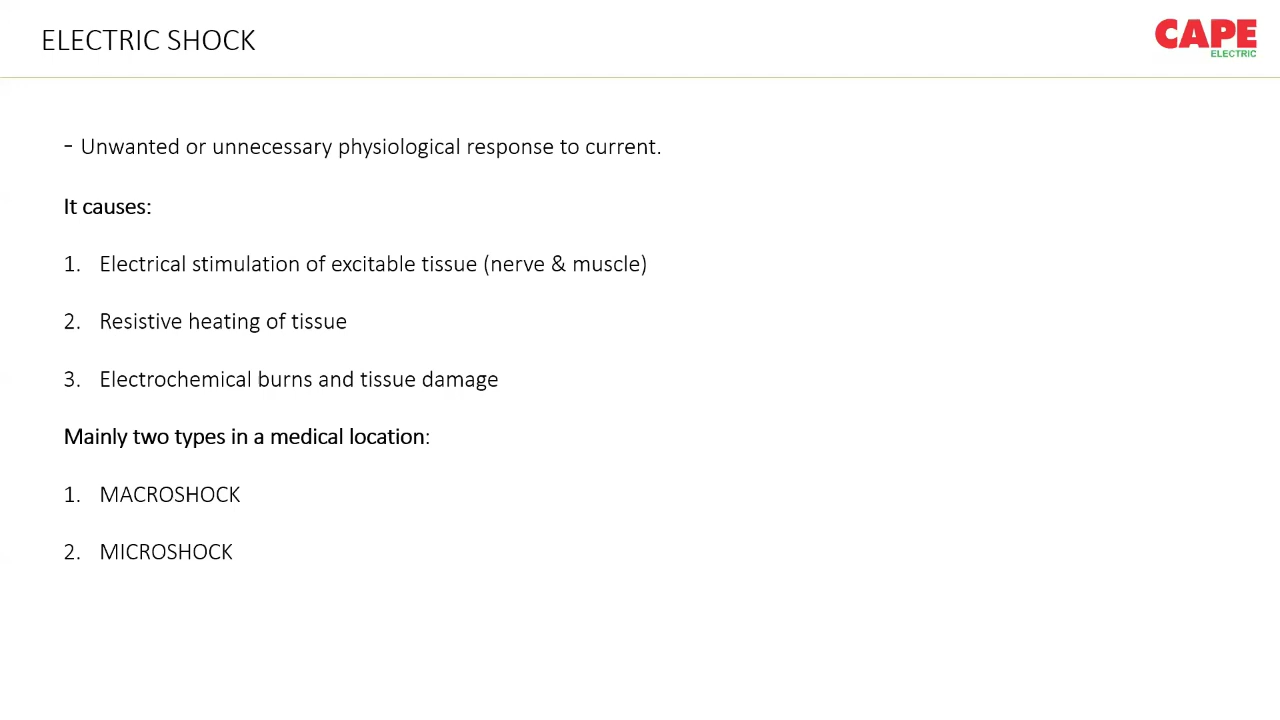 ELECTRIC SHOCK
CAPE
ELECTRIC
- Unwanted or unnecessary physiological response to current.
It causes:
1. Electrical stimulation of excitable tissue (nerve & muscle)
2. Resistive heating of tissue
3. Electrochemical burns and tissue damage
Mainly two types in a medical location:
1. MACROSHOCK
2. MICROSHOCK